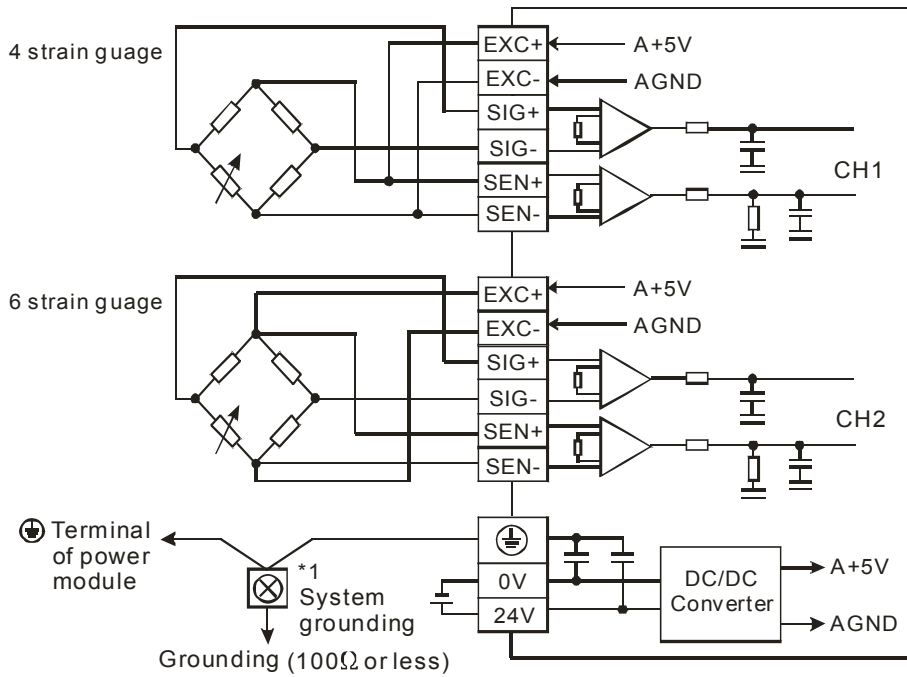 4 strain guage
EXC+
A+5V
EXC-
AGND
SIG+
SIG-
SEN+
SEN-
CH1
6 strain guage
EXC+
A+5V
EXC-
AGND
SIG+
SIG-
SEN+
SEN-
CH2
Terminal
of power
module
*1
System
grounding
Grounding (100Ω or less)
0V
24V
DC/DC
Converter
A+5V
AGND